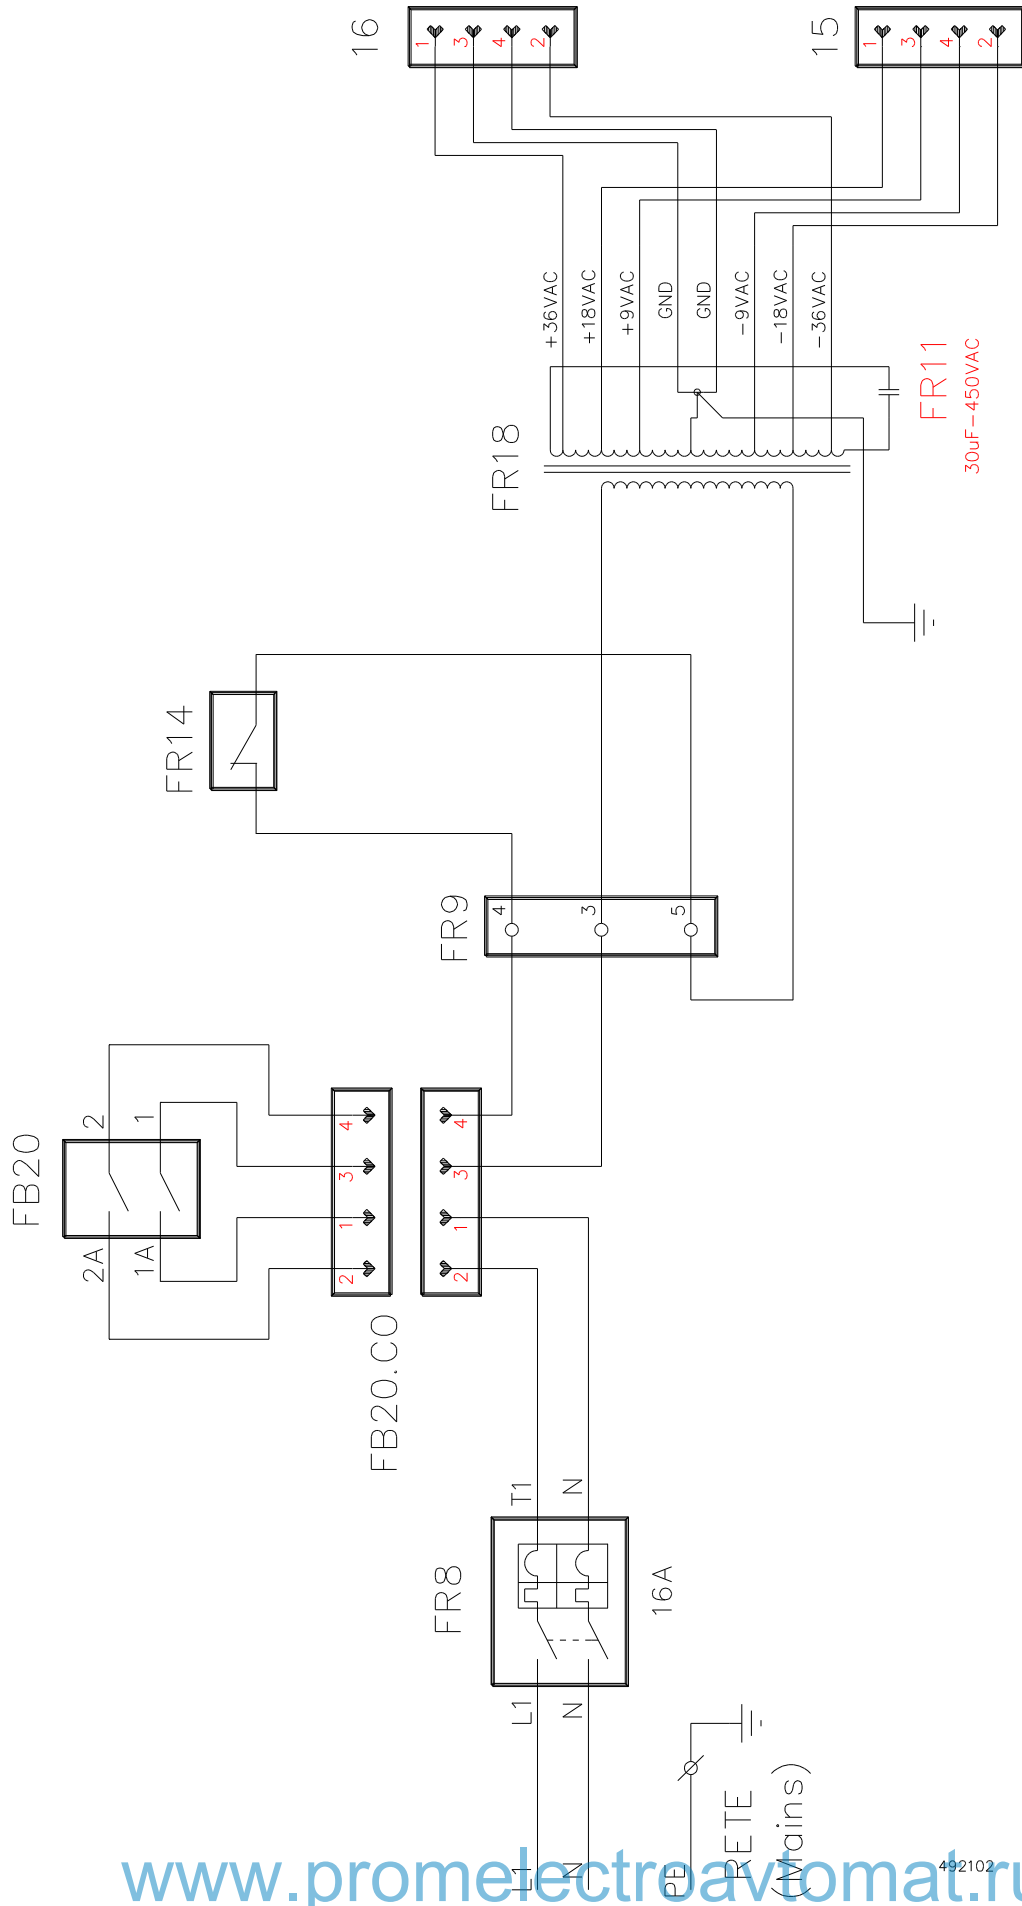 16
1
3
4
2
15
1
3
4
2
+36VAC
+18VAC
+9VAC
GND
GND
-9VAC
-18VAC
-36VAC
FR11
30uF-450VAC
FR18
FR14
FR9
4
3
5
FB20
2
1
2A
1A
4
3
1
2
4
3
1
2
FB20.CO
T1
N
FR8
16A
L1
N
L1
N
PE
RETE
(Mains)
492102
www.promelectroavtomat.ru